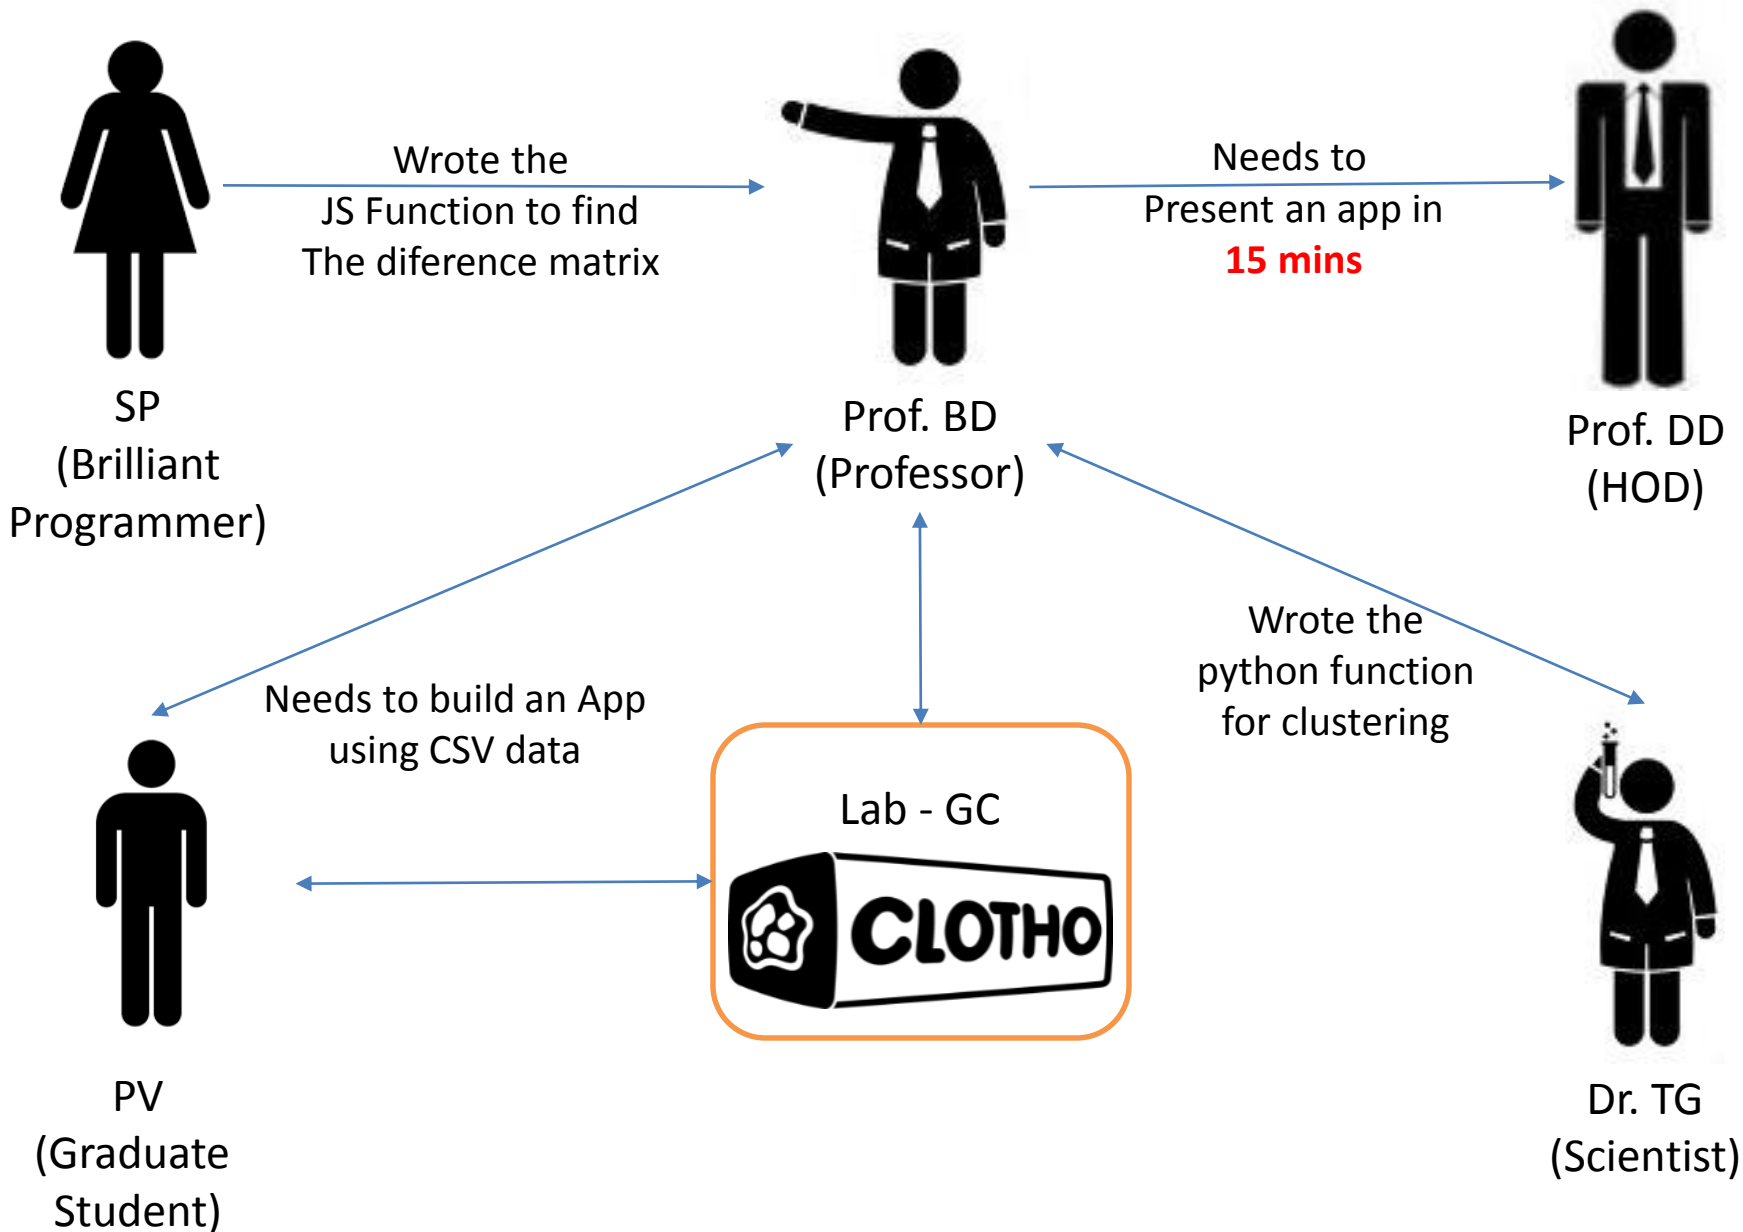 Wrote the
JS Function to find
The diference matrix
Needs to
Present an app in
15 mins
SP
(Brilliant
Programmer)
Prof. BD
(Professor)
Prof. DD
(HOD)
Needs to build an App
using CSV data
Wrote the
python function
for clustering
Lab - GC
CLOTHO
PV
(Graduate
Student)
Dr. TG
(Scientist)